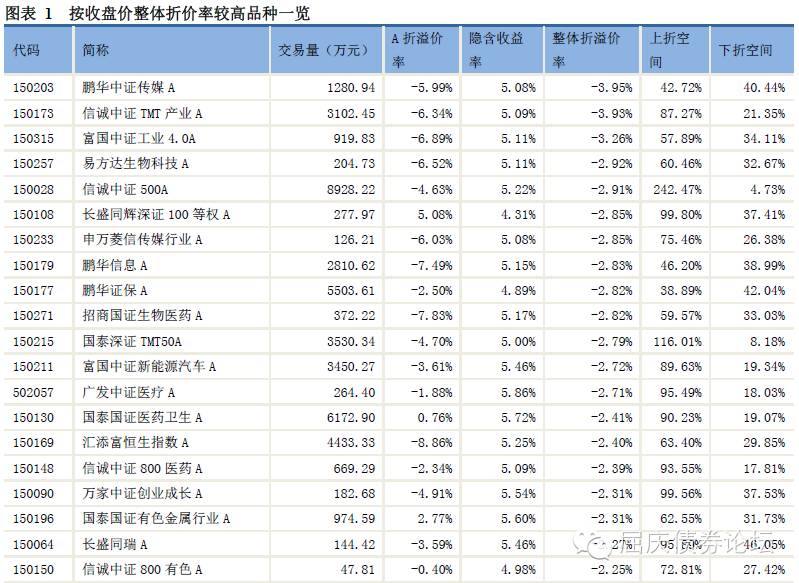 图表 1 按收盘价整体折价率较高品种一览
代码 简称 交易量（万元） A 折溢价率 隐含收益率 整体折溢价率 上折空间 下折空间
150203 鹏华中证传媒 A 1280.94 -5.99% 5.08% -3.95% 42.72% 40.44%
150173 信诚中证 TMT 产业 A 3102.45 -6.34% 5.09% -3.93% 87.27% 21.35%
150315 富国中证工业 4.0A 919.83 -6.89% 5.11% -3.26% 57.89% 34.11%
150257 易方达生物科技 A 204.73 -6.52% 5.11% -2.92% 60.46% 32.67%
150028 信诚中证 500A 8928.22 -4.63% 5.22% -2.91% 242.47% 4.73%
150108 长盛同辉深证 100 等权 A 277.97 5.08% 4.31% -2.85% 99.80% 37.41%
150233 申万菱信传媒行业 A 126.21 -6.03% 5.08% -2.85% 75.46% 26.38%
150179 鹏华信息 A 2810.62 -7.49% 5.15% -2.83% 46.20% 38.99%
150177 鹏华证保 A 5503.61 -2.50% 4.89% -2.82% 38.89% 42.04%
150271 招商国证生物医药 A 372.22 -7.83% 5.17% -2.82% 59.57% 33.03%
150215 国泰深证 TMT50A 3530.34 -4.70% 5.00% -2.79% 116.01% 8.18%
150211 富国中证新能源汽车 A 3450.27 -3.61% 5.46% -2.72% 89.63% 19.34%
502057 广发中证医疗 A 264.40 -1.88% 5.86% -2.71% 95.49% 18.03%
150130 国泰国证医药卫生 A 6172.90 0.76% 5.72% -2.41% 90.23% 19.07%
150169 汇添富恒生指数 A 4433.33 -8.86% 5.25% -2.40% 63.40% 29.85%
150148 信诚中证 800 医药 A 669.29 -2.34% 5.09% -2.39% 93.55% 17.81%
150090 万家中证创业成长 A 182.68 -4.91% 5.54% -2.31% 99.56% 37.53%
150196 国泰国证有色金属行业 A 974.59 2.77% 5.60% -2.31% 62.55% 31.73%
150064 长盛同瑞 A 144.42 -3.59% 5.46%
150150 信诚中证 800 有色 A 47.81 -0.40% 4.98% -2.25% 72.81% 27.42%
屈庆债券论坛